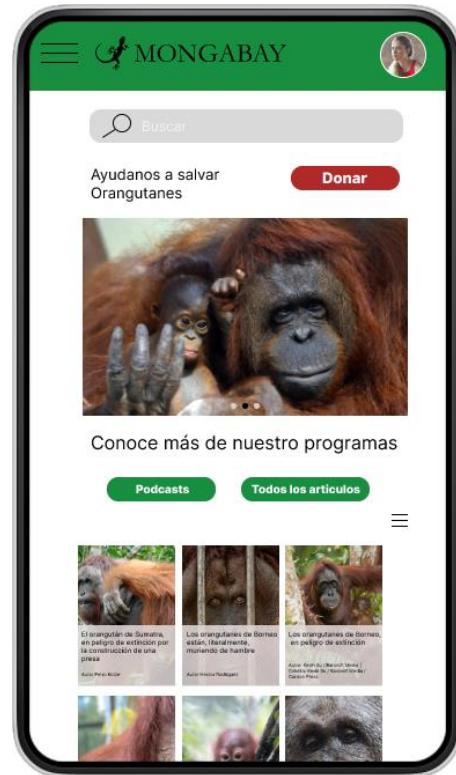 MONGABAY
Buscar
Ayudanos a salvar
Orangutanes
Donar
Conoce más de nuestro programas
Podcasts
Todos los articulos
El orangután de Sumatra,
en peligro de extinción por
la construcción de una
presa
Los orangutanes de Borneo
están, literalmente,
muriendo de hambre
Los orangutanes de Borneo,
en peligro de extinción